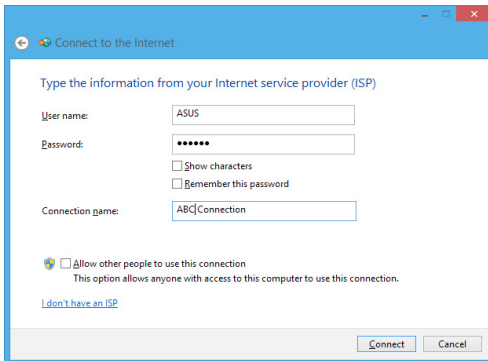 Connect to the Internet
Type the information from your Internet service provider (ISP)
User name: ASUS
Password: ••••••
Show characters
Remember this password
Connection name: ABC Connection
Allow other people to use this connection
This option allows anyone with access to this computer to use this connection.
I don't have an ISP
Connect Cancel